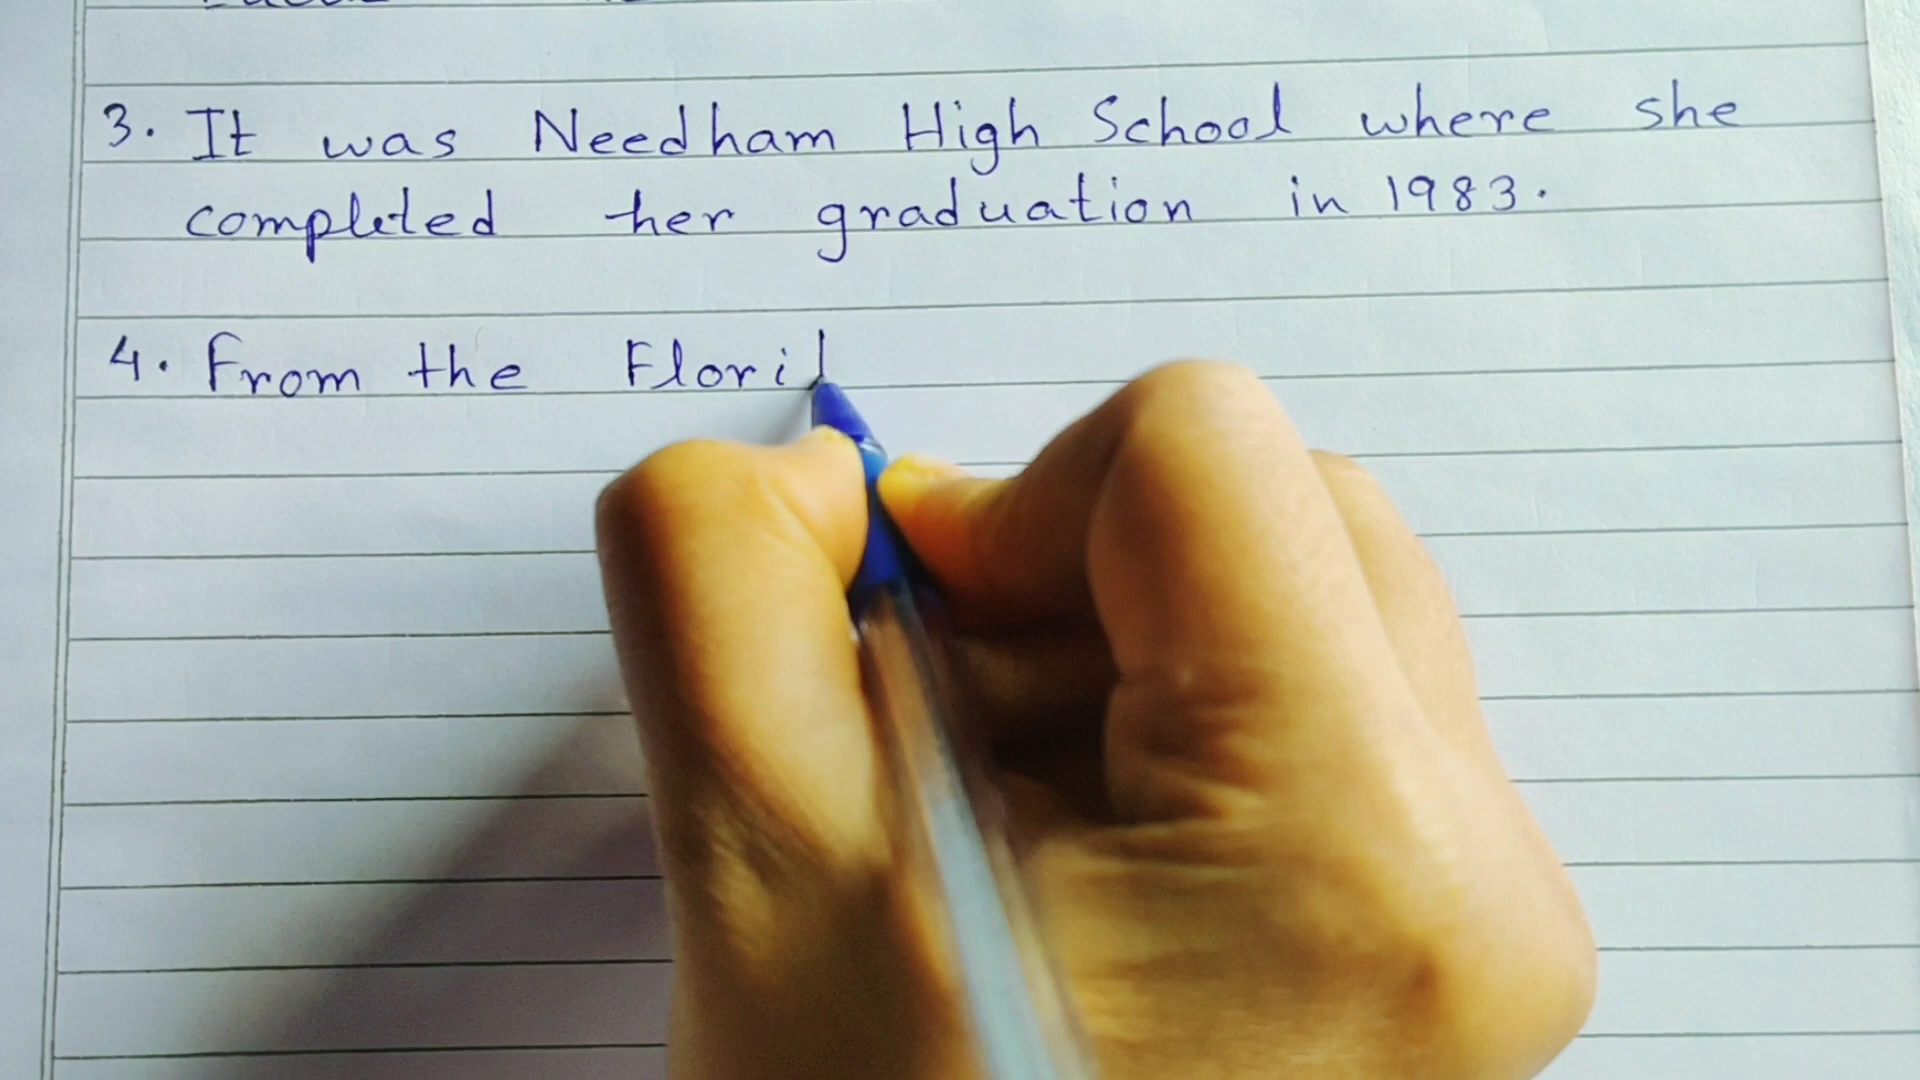 3. It was Needham High School where she
completed her graduation in 1983.
4. From the Flori